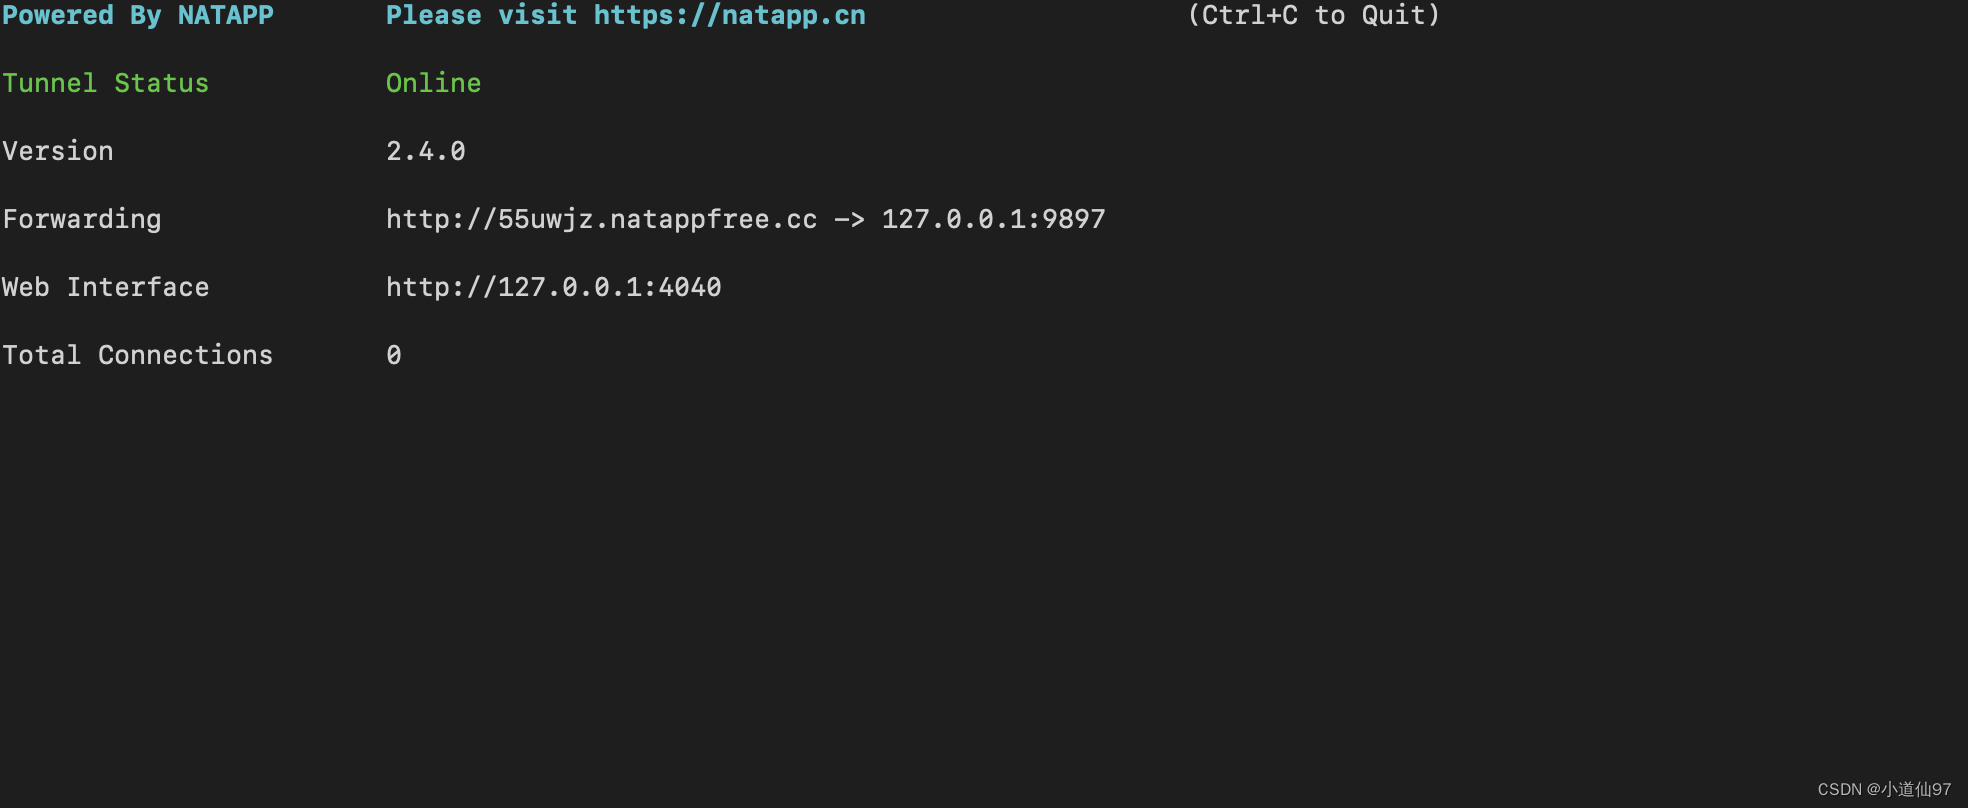 Powered By NATAPP Please visit https://natapp.cn (Ctrl+C to Quit)
Tunnel Status Online
Version 2.4.0
Forwarding http://55uwjz.natappfree.cc -> 127.0.0.1:9897
Web Interface http://127.0.0.1:4040
Total Connections 0
CSDN @小道仙97